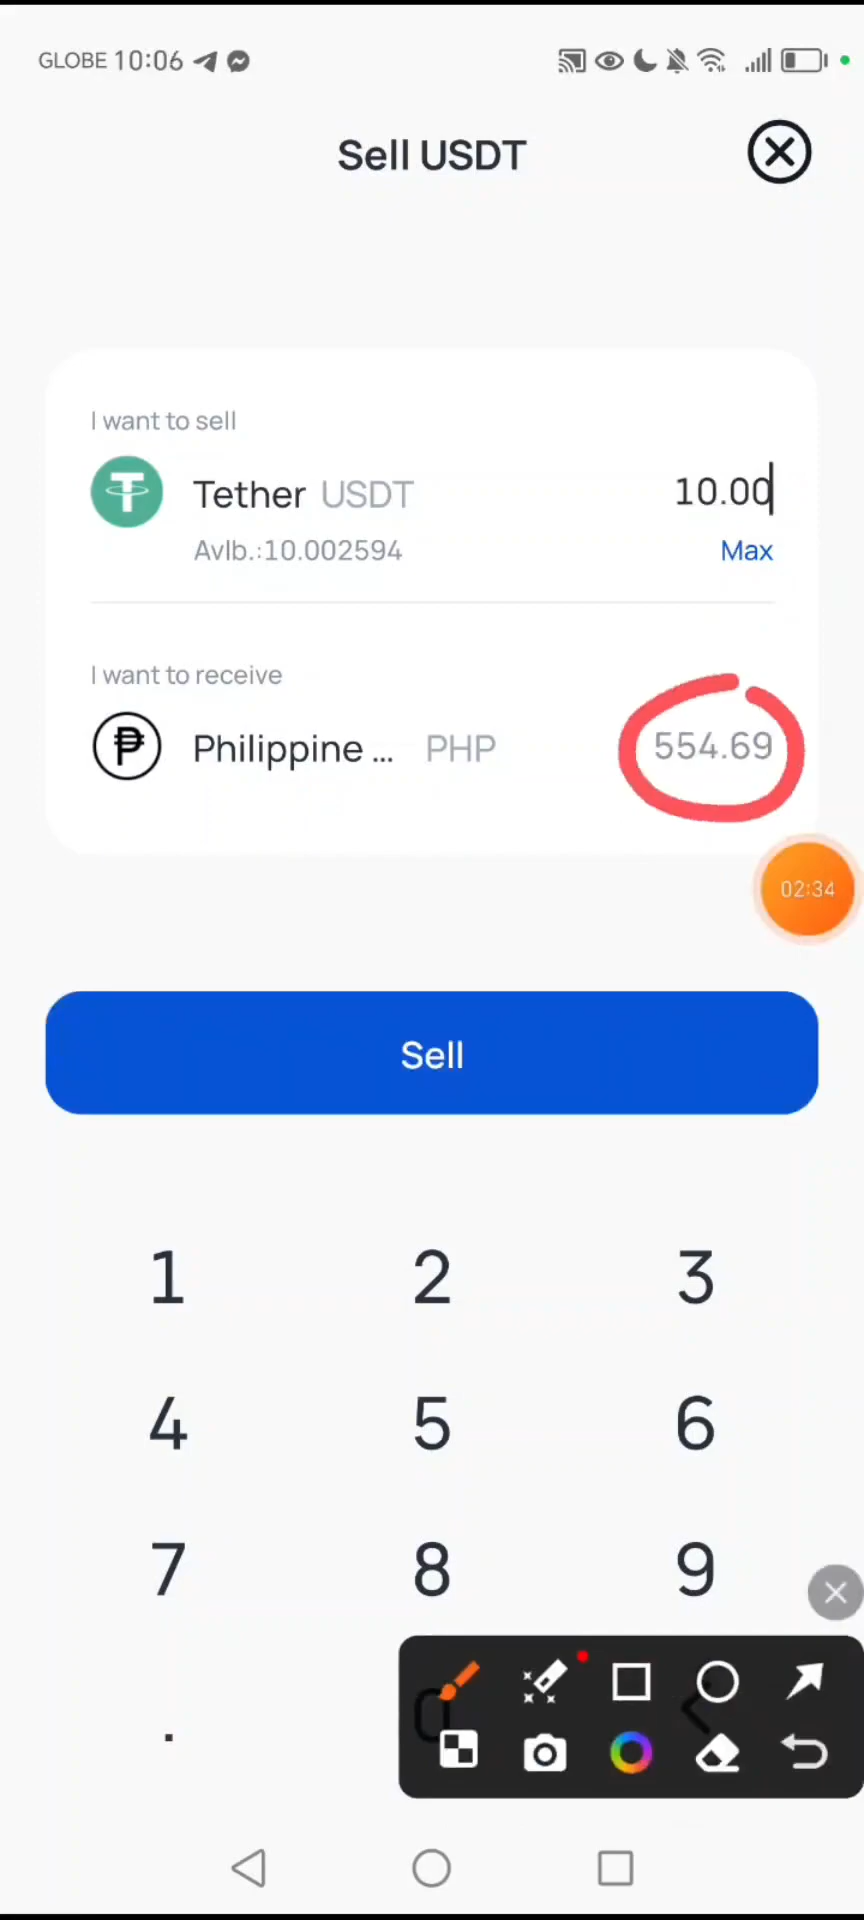 GLOBE 10:06
Sell USDT
I want to sell
Tether USDT 10.00
Avlb.:10.002594 Max
I want to receive
Philippine ... PHP 554.69
02:34
Sell
1 2 3
4 5 6
7 8 9
. 0